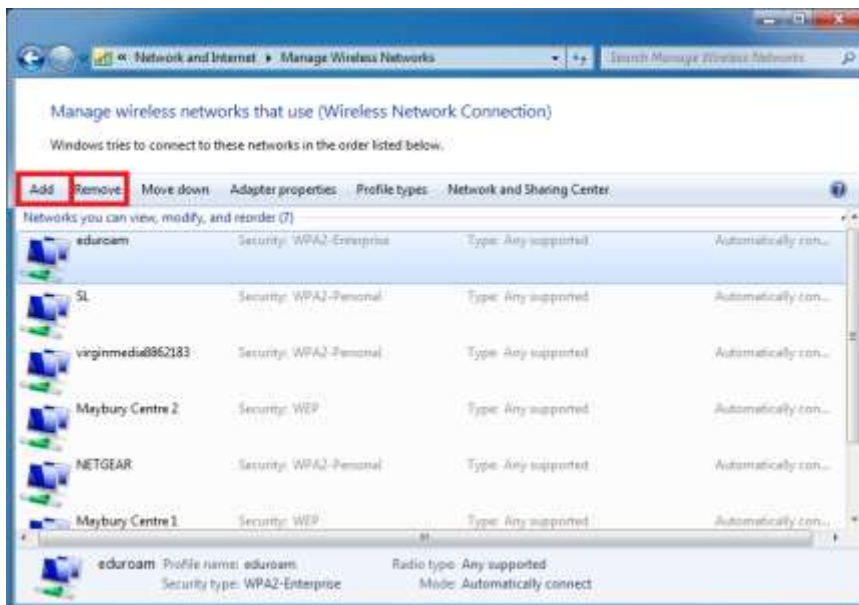 « Network and Internet ▸ Manage Wireless Networks Search Manage Wireless Networks
Manage wireless networks that use (Wireless Network Connection)
Windows tries to connect to these networks in the order listed below.
Add Remove Move down Adapter properties Profile types Network and Sharing Center
Networks you can view, modify, and reorder (7)
eduroam Security: WPA2-Enterprise Type: Any supported Automatically con...
SL Security: WPA2-Personal Type: Any supported Automatically con...
virginmedia8862183 Security: WPA2-Personal Type: Any supported Automatically con...
Maybury Centre 2 Security: WEP Type: Any supported Automatically con...
NETGEAR Security: WPA2-Personal Type: Any supported Automatically con...
Maybury Centre 1 Security: WEP Type: Any supported Automatically con...
eduroam Profile name: eduroam Radio type: Any supported
Security type: WPA2-Enterprise Mode: Automatically connect